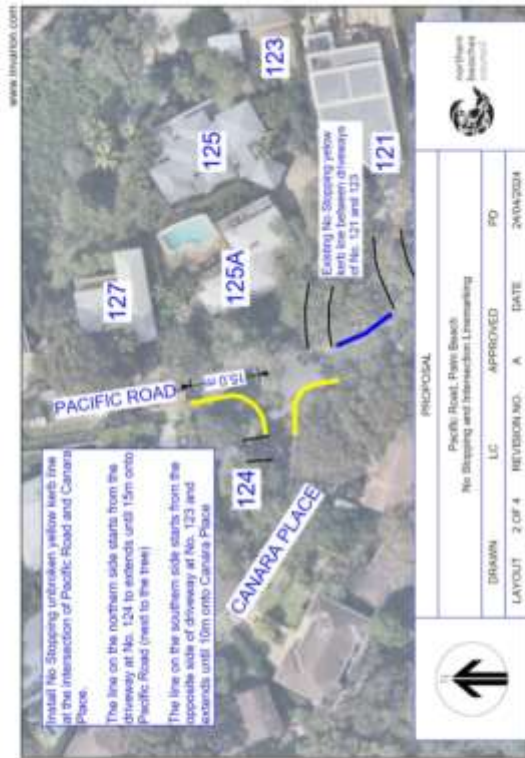 www.invarion.com
Install No Stopping unbroken yellow kerb line
at the intersection of Pacific Road and Canara
Place.
The line on the northern side starts from the
driveway at No. 124 to extends until 15m onto
Pacific Road (next to the tree)
The line on the southern side starts from the
opposite side of driveway at No. 123 and
extends until 10m onto Canara Place
PACIFIC ROAD
15.0 m
CANARA PLACE
124
127
125A
125
123
121
Existing No Stopping yellow
kerb line between driveways
of No. 121 and 123
PROPOSAL
Pacific Road, Palm Beach
No Stopping and Intersection Linemarking
DRAWN LC APPROVED PD
LAYOUT 2 OF 4 REVISION NO. A DATE 24/04/2024
northern
beaches
council